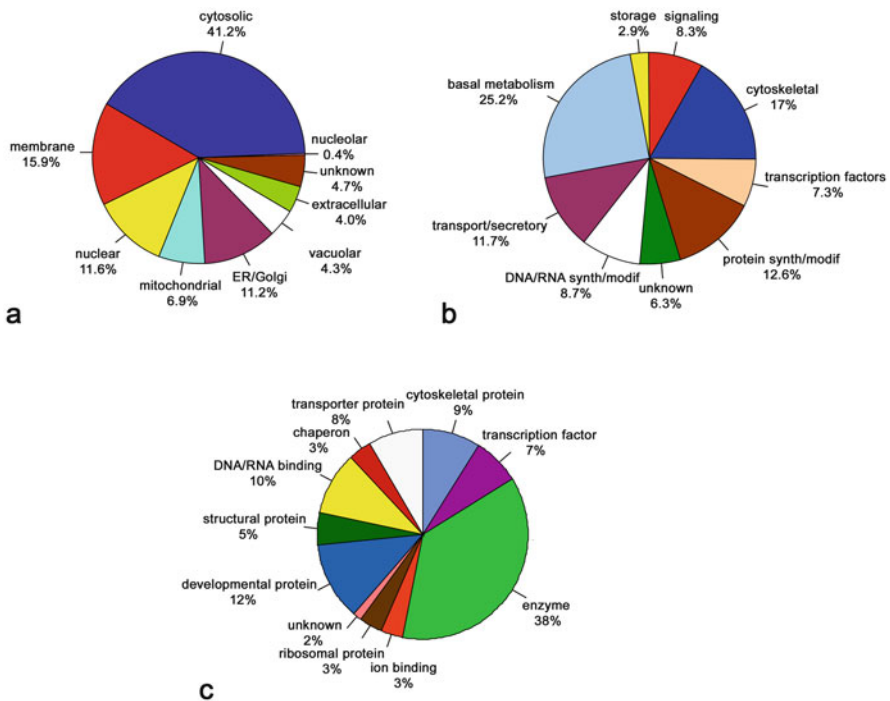 cytosolic
41.2%
membrane
15.9%
nuclear
11.6%
mitochondrial
6.9%
ER/Golgi
11.2%
vacuolar
4.3%
extracellular
4.0%
unknown
4.7%
nucleolar
0.4%
a
storage
2.9%
signaling
8.3%
cytoskeletal
17%
transcription factors
7.3%
protein synth/modif
12.6%
unknown
6.3%
DNA/RNA synth/modif
8.7%
transport/secretory
11.7%
basal metabolism
25.2%
b
cytoskeletal protein
9%
transcription factor
7%
enzyme
38%
ion binding
3%
ribosomal protein
3%
unknown
2%
developmental protein
12%
structural protein
5%
DNA/RNA binding
10%
chaperon
3%
transporter protein
8%
c